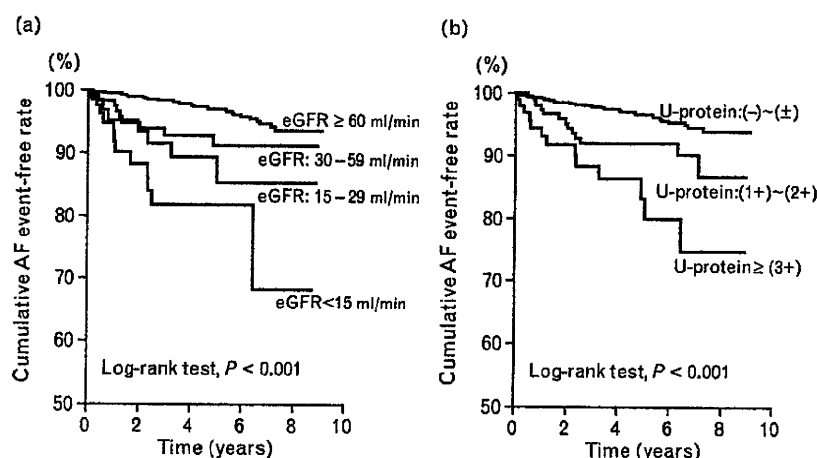 (a)
(%)
Cumulative AF event-free rate
100
90
80
70
60
50
eGFR ≥ 60 ml/min
eGFR: 30–59 ml/min
eGFR: 15–29 ml/min
eGFR<15 ml/min
Log-rank test, P < 0.001
0 2 4 6 8 10
Time (years)
(b)
(%)
Cumulative AF event-free rate
100
90
80
70
60
50
U-protein:(-)~(±)
U-protein:(1+)~(2+)
U-protein≥ (3+)
Log-rank test, P < 0.001
0 2 4 6 8 10
Time (years)